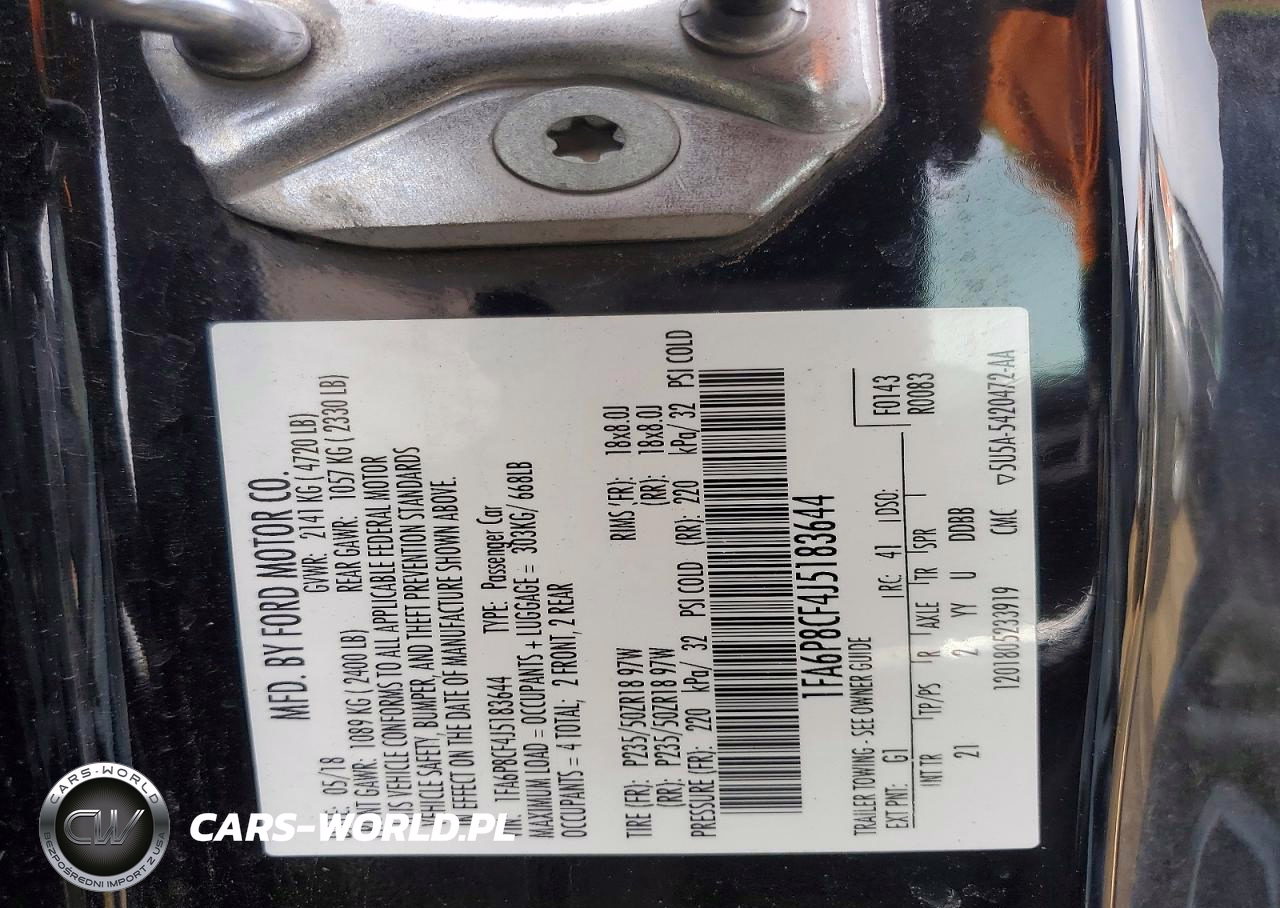 MFD. BY FORD MOTOR CO.
05/18 GVWR: 2141 KG ( 4720 LB)
GAWR: 1089 KG ( 2400 LB) REAR GAWR: 1057 KG ( 2330 LB)
THIS VEHICLE CONFORMS TO ALL APPLICABLE FEDERAL MOTOR
VEHICLE SAFETY, BUMPER, AND THEFT PREVENTION STANDARDS
EFFECT ON THE DATE OF MANUFACTURE SHOWN ABOVE.
1FA6P8CF4J5183644 TYPE: Passenger Car
MAXIMUM LOAD = OCCUPANTS + LUGGAGE = 303KG/ 668LB
OCCUPANTS = 4 TOTAL; 2 FRONT, 2 REAR
TIRE (FR): P235/50ZR18 97W RIMS (FR): 18x8.0J
(RR): P235/50ZR18 97W (RR): 18x8.0J
PRESSURE (FR): 220 kPa/ 32 PSI COLD (RR): 220 kPa/ 32 PSI COLD
1FA6P8CF4J5183644
TRAILER TOWING - SEE OWNER GUIDE
EXT PNT: G1 RC: 41 DSO: F0143
R0083
INT TR TP/PS R AXLE TR SPR
21 2 YY U DDBB
1201805233919 CMC ▽5U5A-5420472-AA
CARS-WORLD
CW
BEZPOŚREDNI IMPORT Z USA
CARS-WORLD.PL